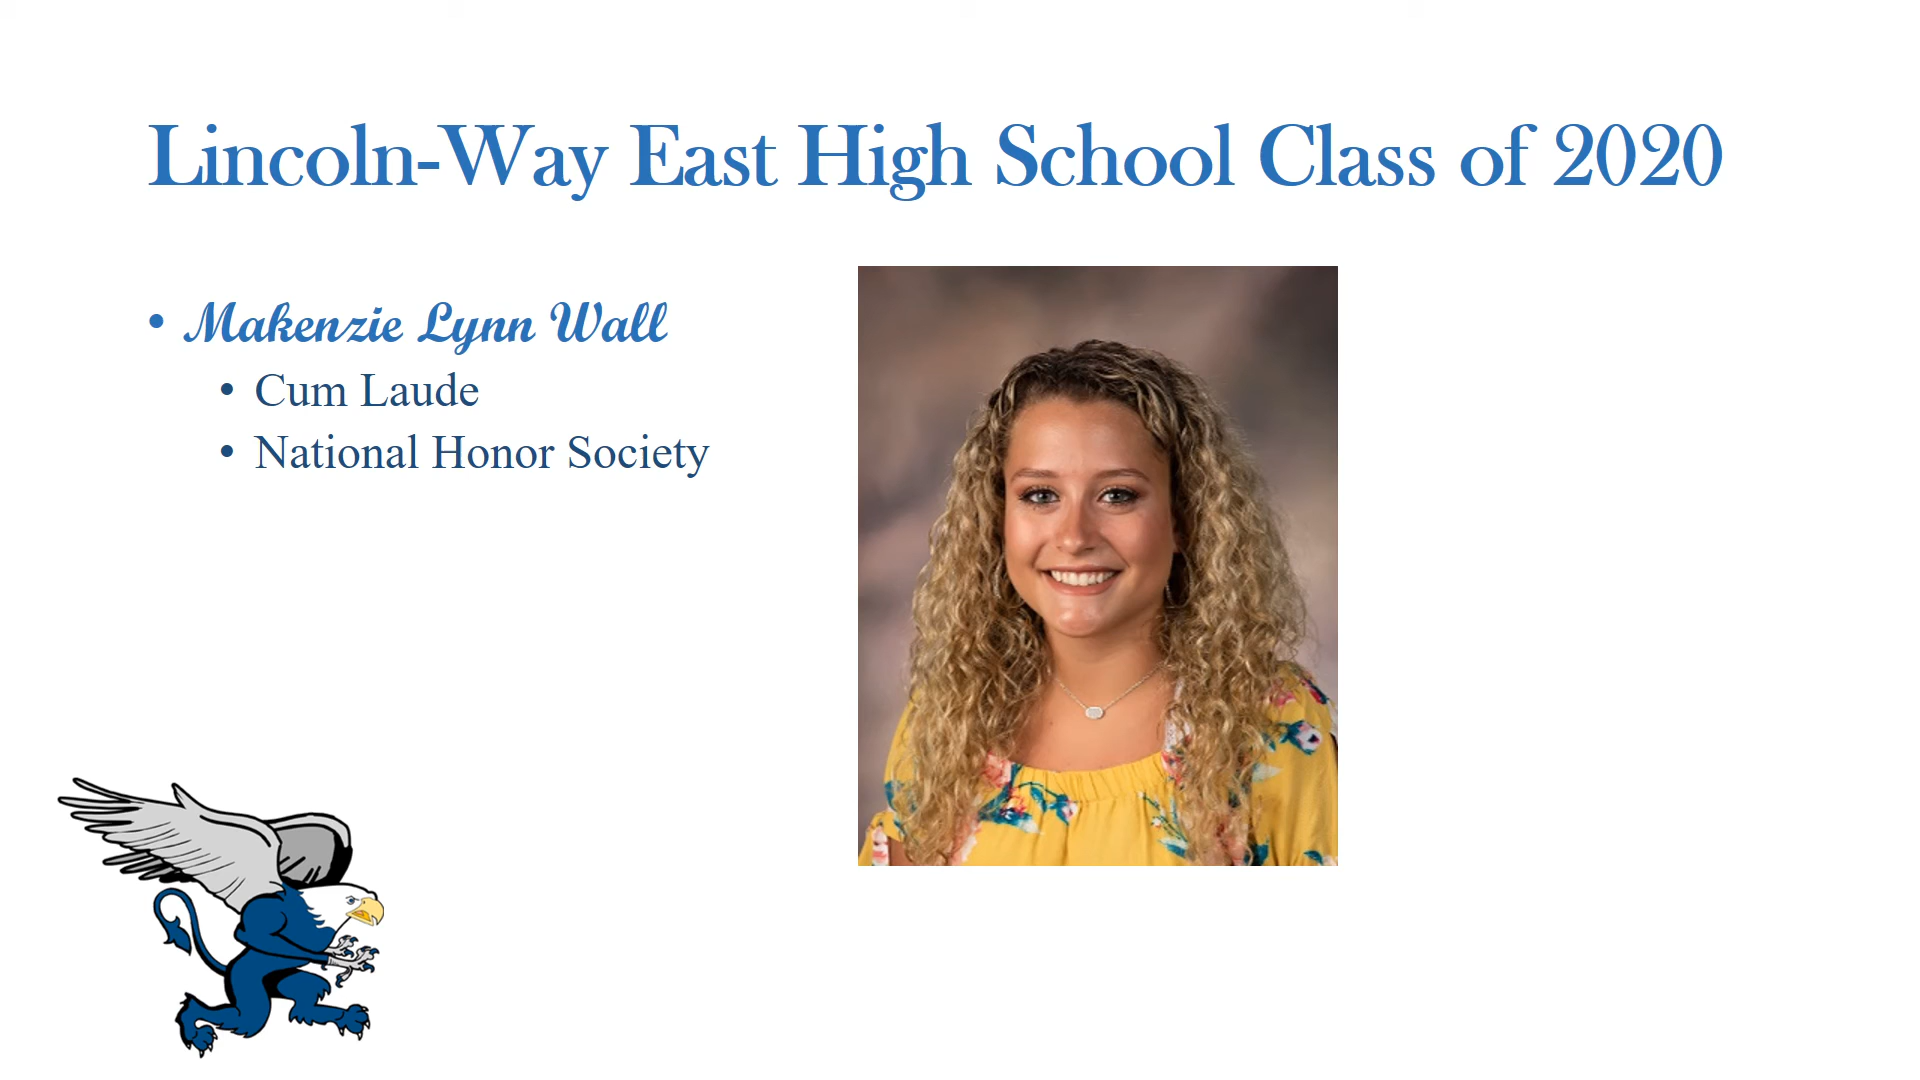 Lincoln-Way East High School Class of 2020
• Makenzie Lynn Wall
• Cum Laude
• National Honor Society